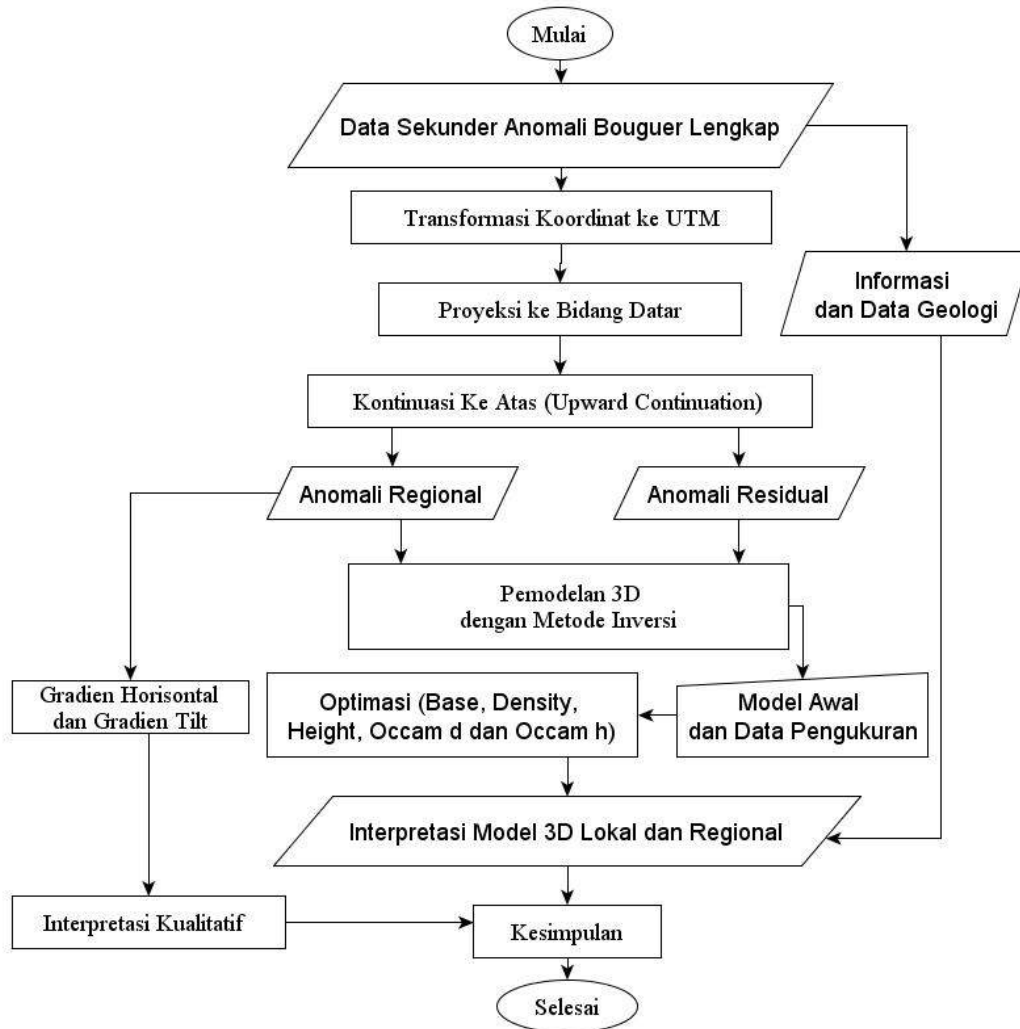 Mulai
Data Sekunder Anomali Bouguer Lengkap
Transformasi Koordinat ke UTM
Informasi
dan Data Geologi
Proyeksi ke Bidang Datar
Kontinuasi Ke Atas (Upward Continuation)
Anomali Regional
Anomali Residual
Pemodelan 3D
dengan Metode Inversi
Gradien Horisontal
dan Gradien Tilt
Optimasi (Base, Density,
Height, Occam d dan Occam h)
Model Awal
dan Data Pengukuran
Interpretasi Model 3D Lokal dan Regional
Interpretasi Kualitatif
Kesimpulan
Selesai